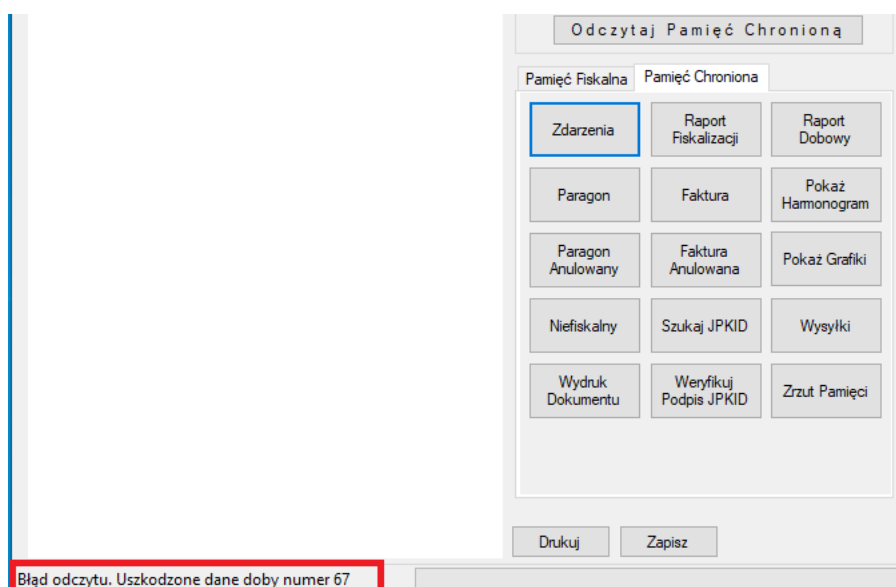 Odczytaj Pamięć Chronioną
Pamięć Fiskalna
Pamięć Chroniona
Zdarzenia
Raport
Fiskalizacji
Raport
Dobowy
Paragon
Faktura
Pokaż
Harmonogram
Paragon
Anulowany
Faktura
Anulowana
Pokaż Grafiki
Niefiskalny
Szukaj JPKID
Wysyłki
Wydruk
Dokumentu
Weryfikuj
Podpis JPKID
Zrzut Pamięci
Drukuj
Zapisz
Błąd odczytu. Uszkodzone dane doby numer 67